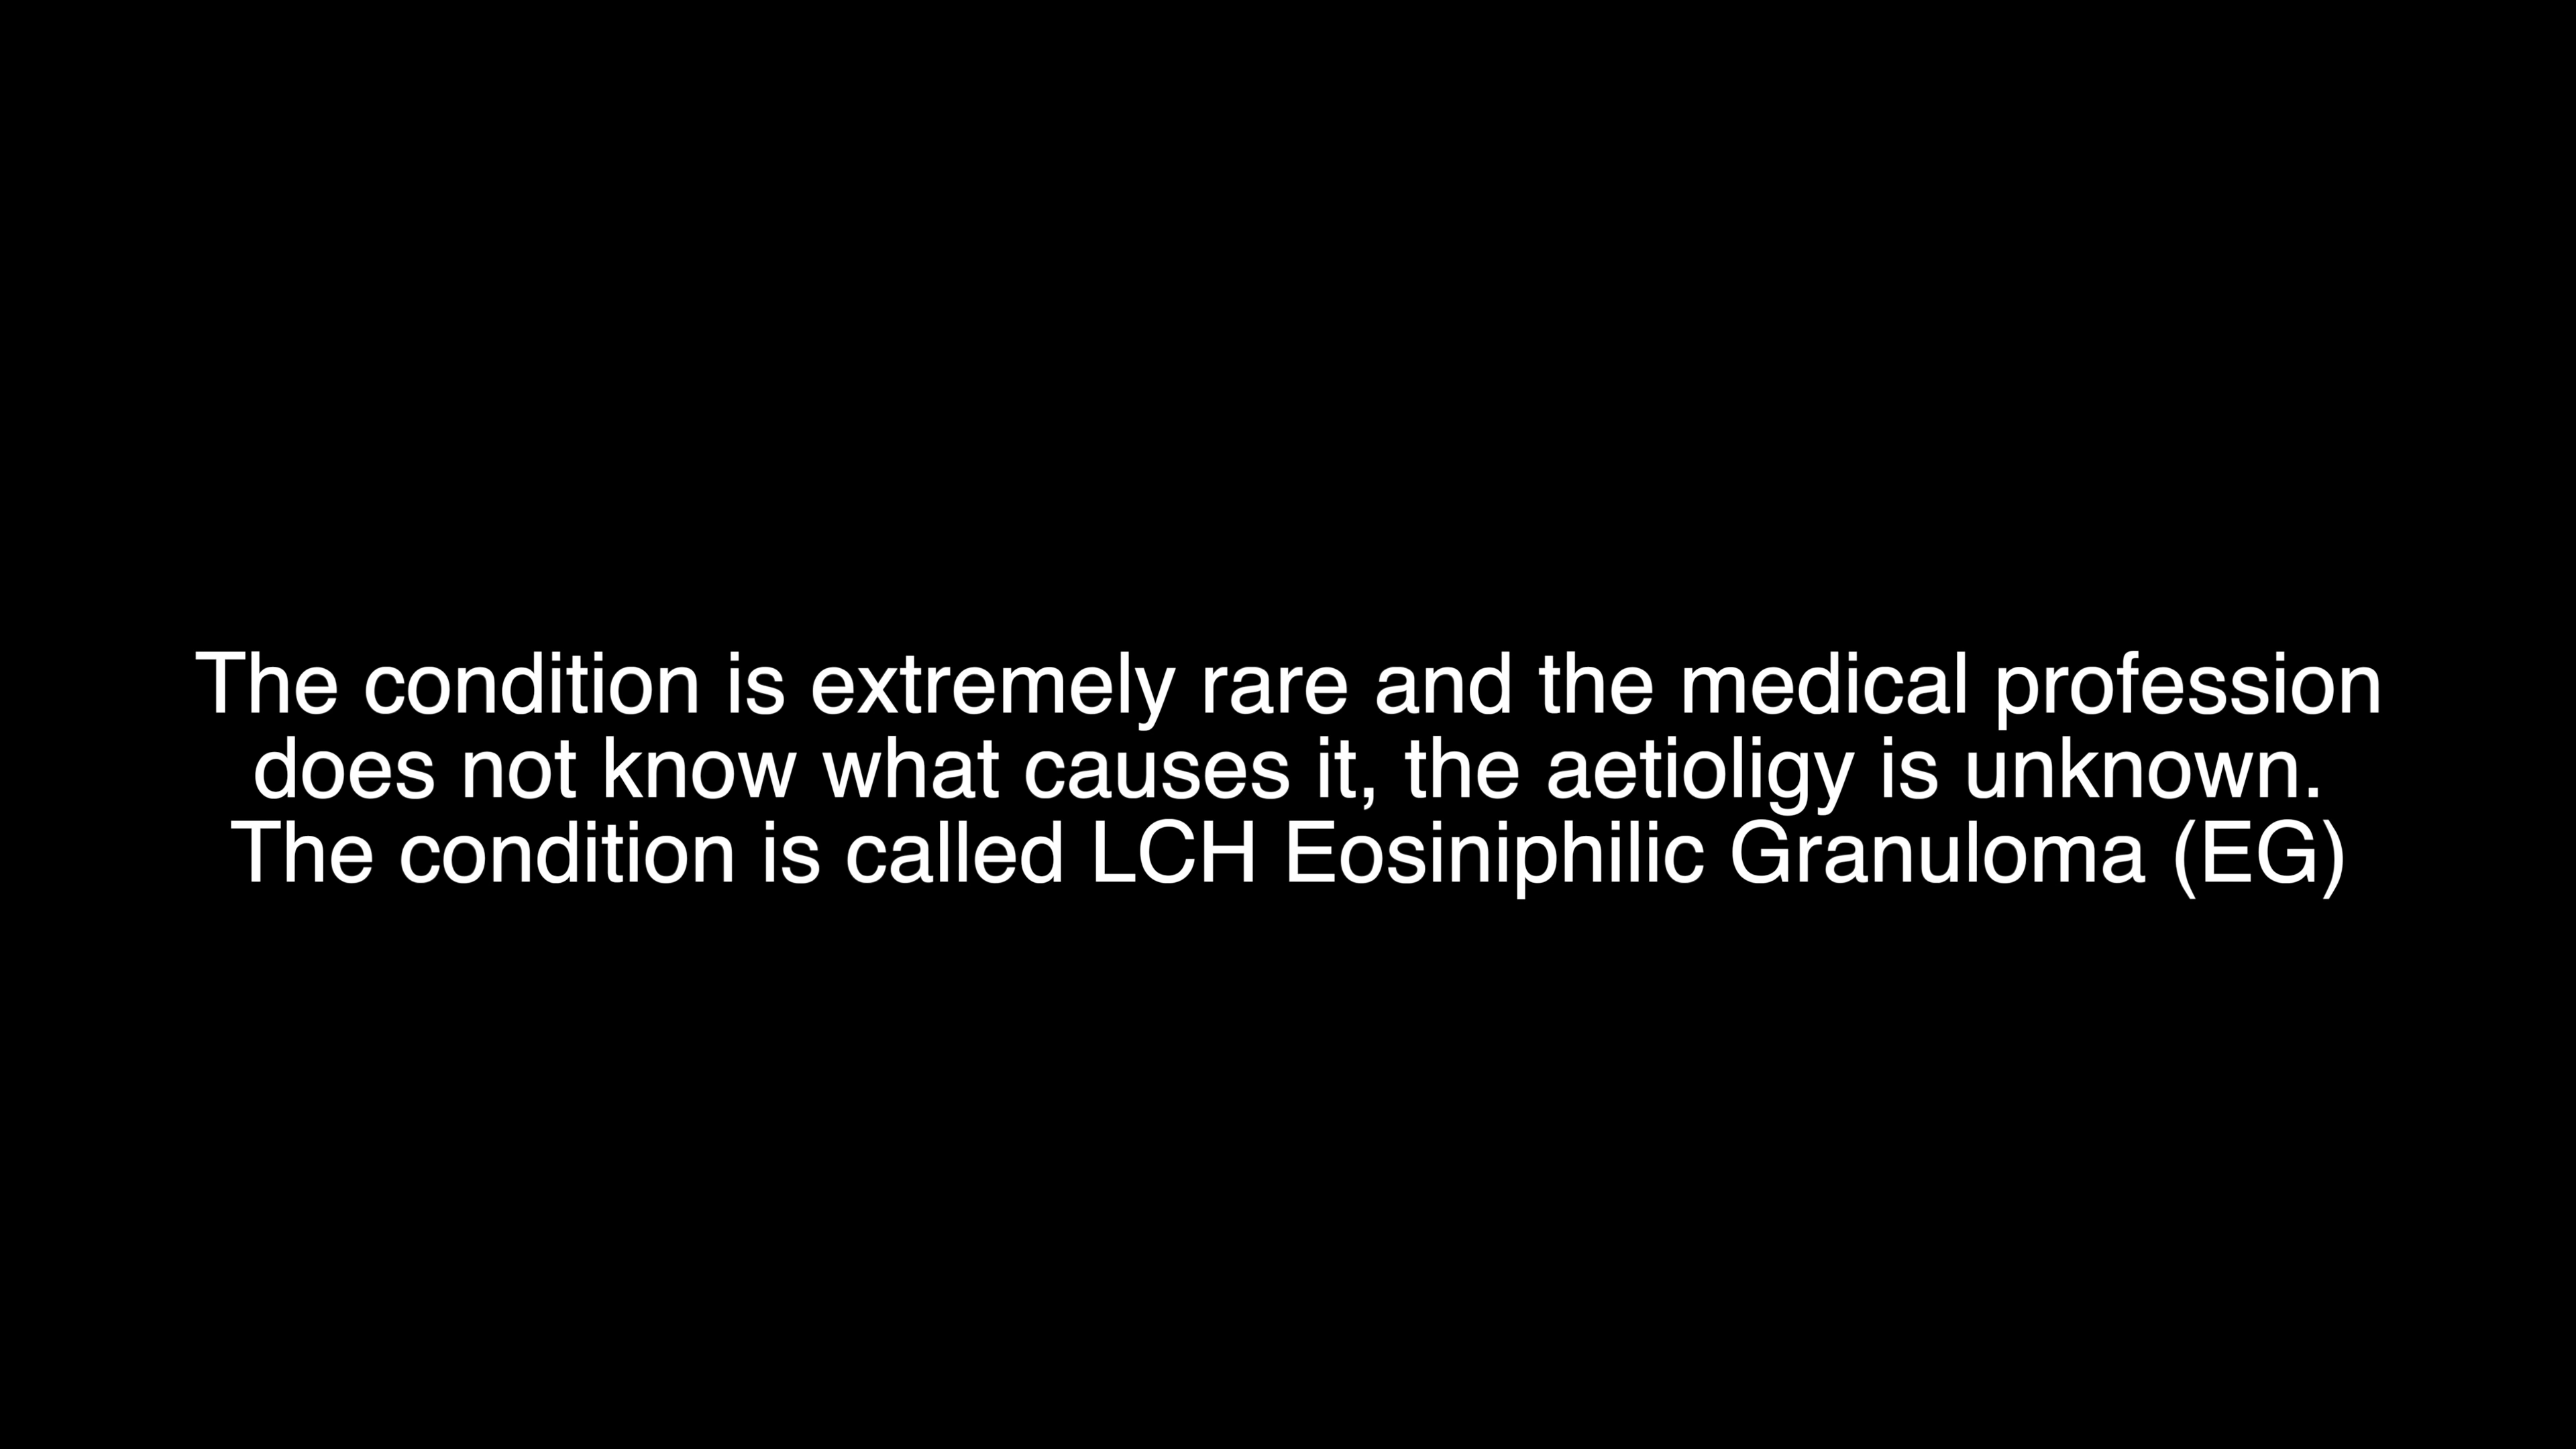 The condition is extremely rare and the medical profession
does not know what causes it, the aetioligy is unknown.
The condition is called LCH Eosiniphilic Granuloma (EG)